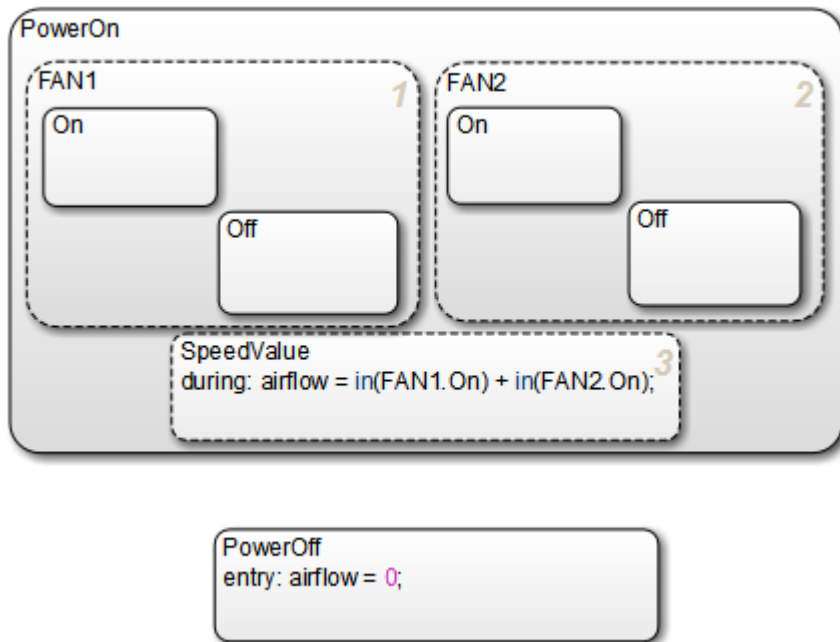 PowerOn
FAN1
1
On
Off
FAN2
2
On
Off
SpeedValue
3
during: airflow = in(FAN1.On) + in(FAN2.On);
PowerOff
entry: airflow = 0;